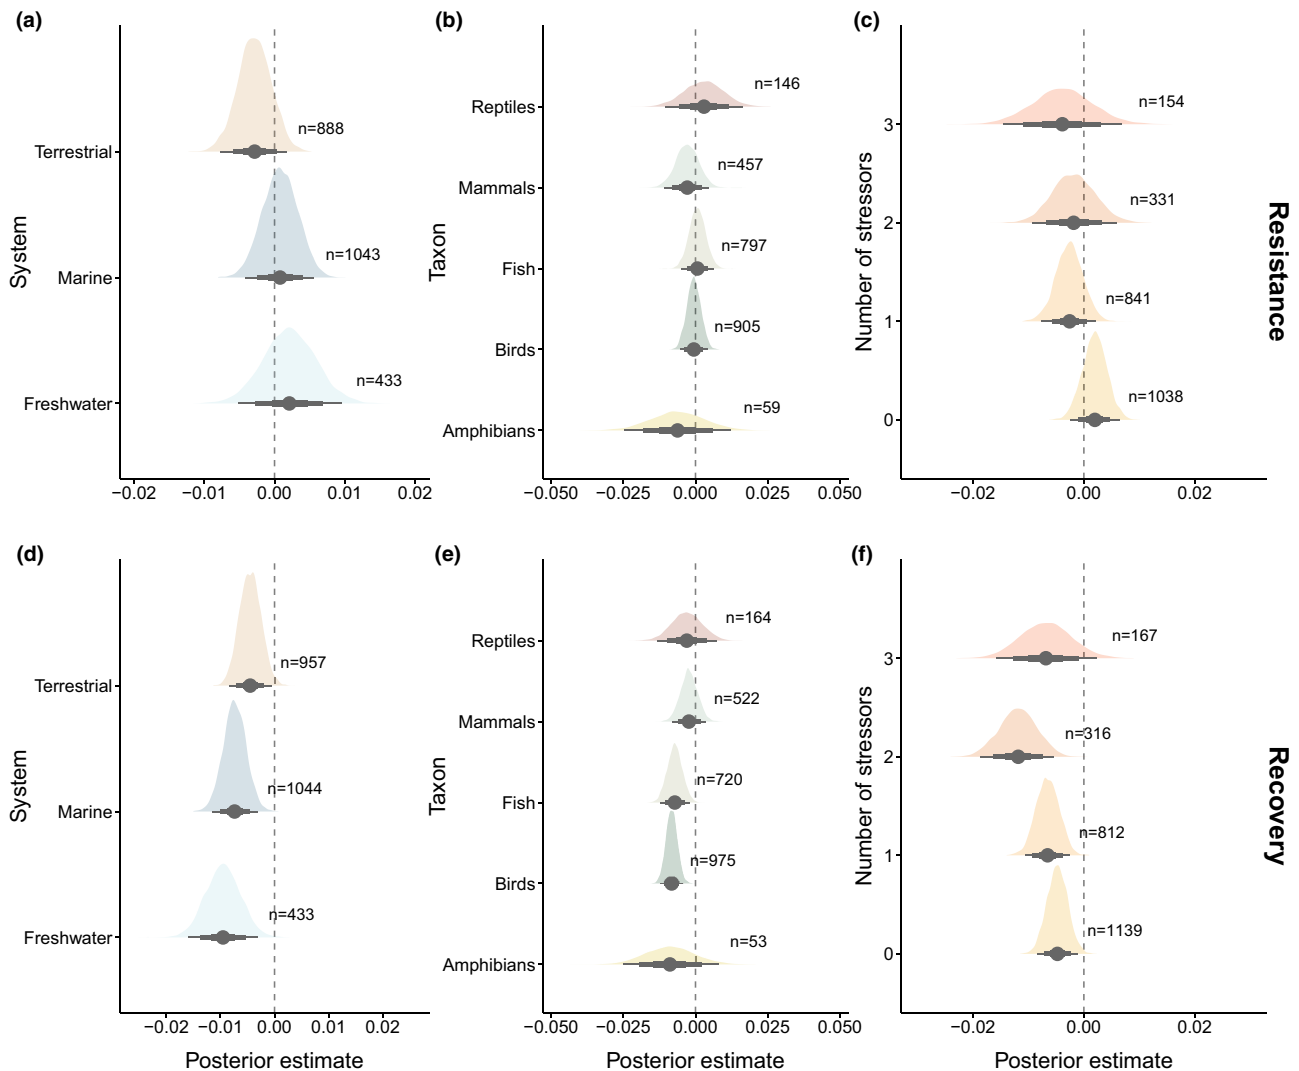 (a)
System
Terrestrial
Marine
Freshwater
n=888
n=1043
n=433
−0.02 −0.01 0.00 0.01 0.02
(b)
Taxon
Reptiles
Mammals
Fish
Birds
Amphibians
n=146
n=457
n=797
n=905
n=59
−0.050 −0.025 0.000 0.025 0.050
(c)
Number of stressors
3
2
1
0
n=154
n=331
n=841
n=1038
−0.02 0.00 0.02
Resistance
(d)
System
Terrestrial
Marine
Freshwater
n=957
n=1044
n=433
−0.02 −0.01 0.00 0.01 0.02
Posterior estimate
(e)
Taxon
Reptiles
Mammals
Fish
Birds
Amphibians
n=164
n=522
n=720
n=975
n=53
−0.050 −0.025 0.000 0.025 0.050
Posterior estimate
(f)
Number of stressors
3
2
1
0
n=167
n=316
n=812
n=1139
−0.02 0.00 0.02
Posterior estimate
Recovery